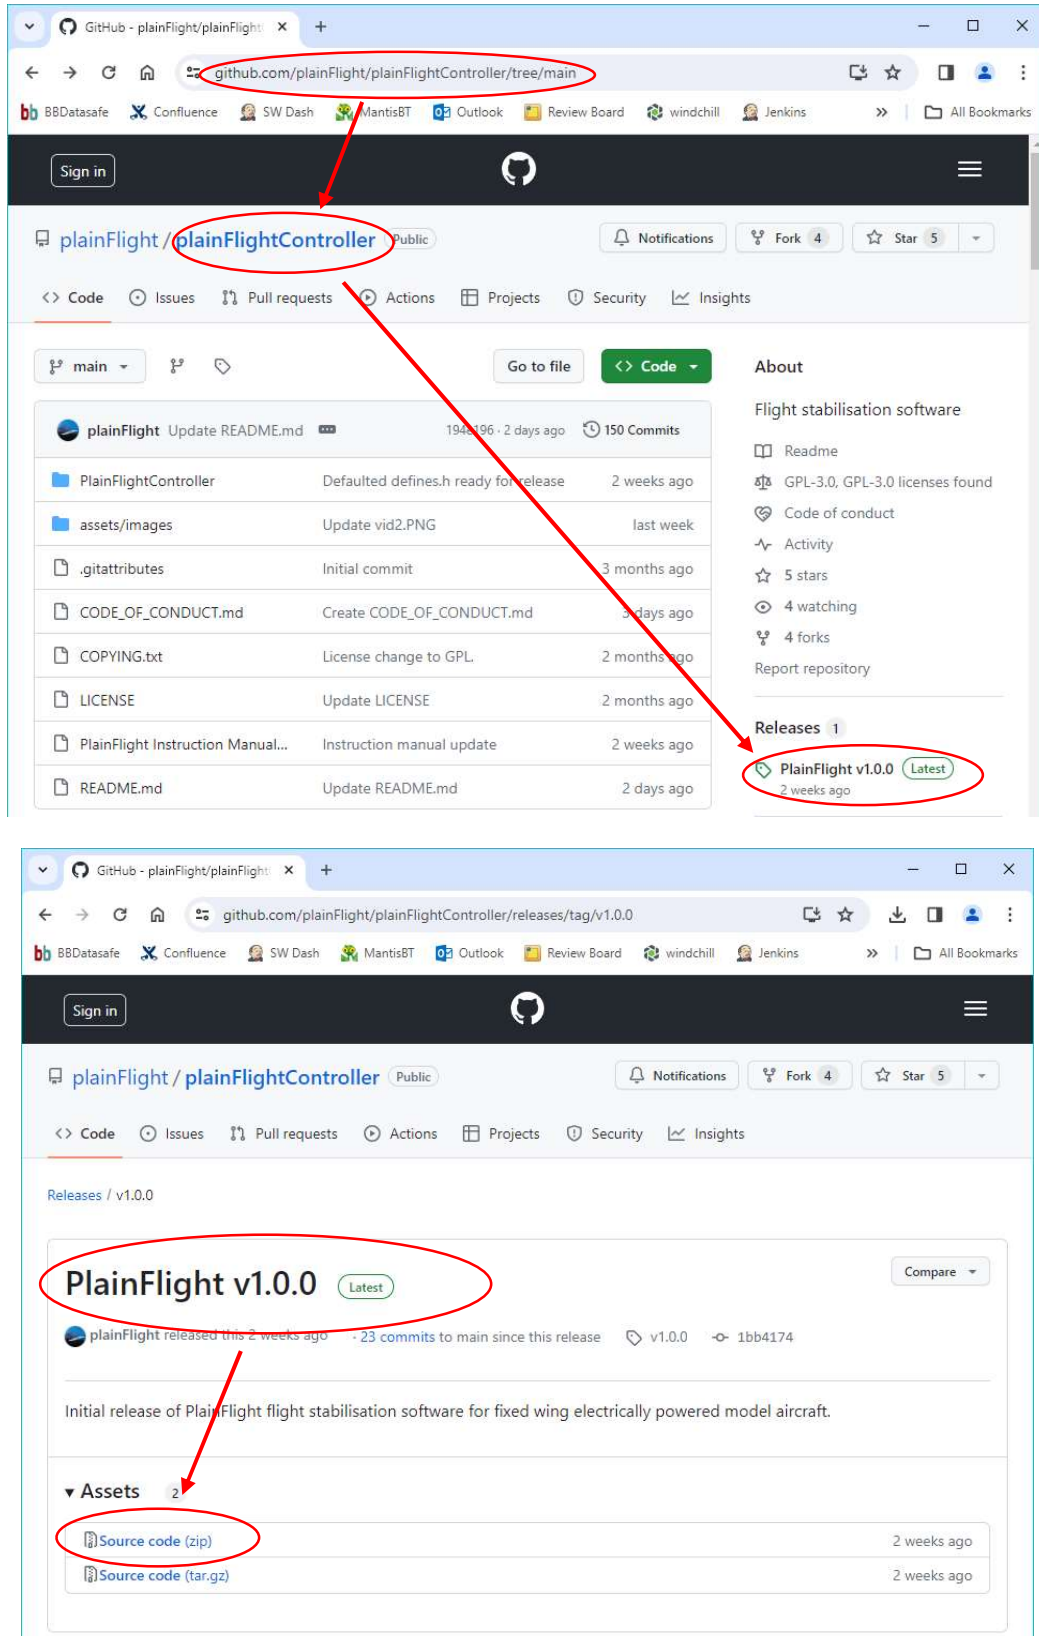 GitHub - plainFlight/plainFlight
github.com/plainFlight/plainFlightController/tree/main
BBDatasafe Confluence SW Dash MantisBT Outlook Review Board windchill Jenkins » All Bookmarks
Sign in
plainFlight / plainFlightController Public Notifications Fork 4 Star 5
Code Issues Pull requests Actions Projects Security Insights
main Go to file Code
plainFlight Update README.md 1948196 · 2 days ago 150 Commits
PlainFlightController Defaulted defines.h ready for release 2 weeks ago
assets/images Update vid2.PNG last week
.gitattributes Initial commit 3 months ago
CODE_OF_CONDUCT.md Create CODE_OF_CONDUCT.md 3 days ago
COPYING.txt License change to GPL. 2 months ago
LICENSE Update LICENSE 2 months ago
PlainFlight Instruction Manual... Instruction manual update 2 weeks ago
README.md Update README.md 2 days ago
About
Flight stabilisation software
Readme
GPL-3.0, GPL-3.0 licenses found
Code of conduct
Activity
5 stars
4 watching
4 forks
Report repository
Releases 1
PlainFlight v1.0.0 Latest
2 weeks ago
GitHub - plainFlight/plainFlight
github.com/plainFlight/plainFlightController/releases/tag/v1.0.0
BBDatasafe Confluence SW Dash MantisBT Outlook Review Board windchill Jenkins » All Bookmarks
Sign in
plainFlight / plainFlightController Public Notifications Fork 4 Star 5
Code Issues Pull requests Actions Projects Security Insights
Releases / v1.0.0
PlainFlight v1.0.0 Latest Compare
plainFlight released this 2 weeks ago · 23 commits to main since this release v1.0.0 1bb4174
Initial release of PlainFlight flight stabilisation software for fixed wing electrically powered model aircraft.
Assets 2
Source code (zip) 2 weeks ago
Source code (tar.gz) 2 weeks ago